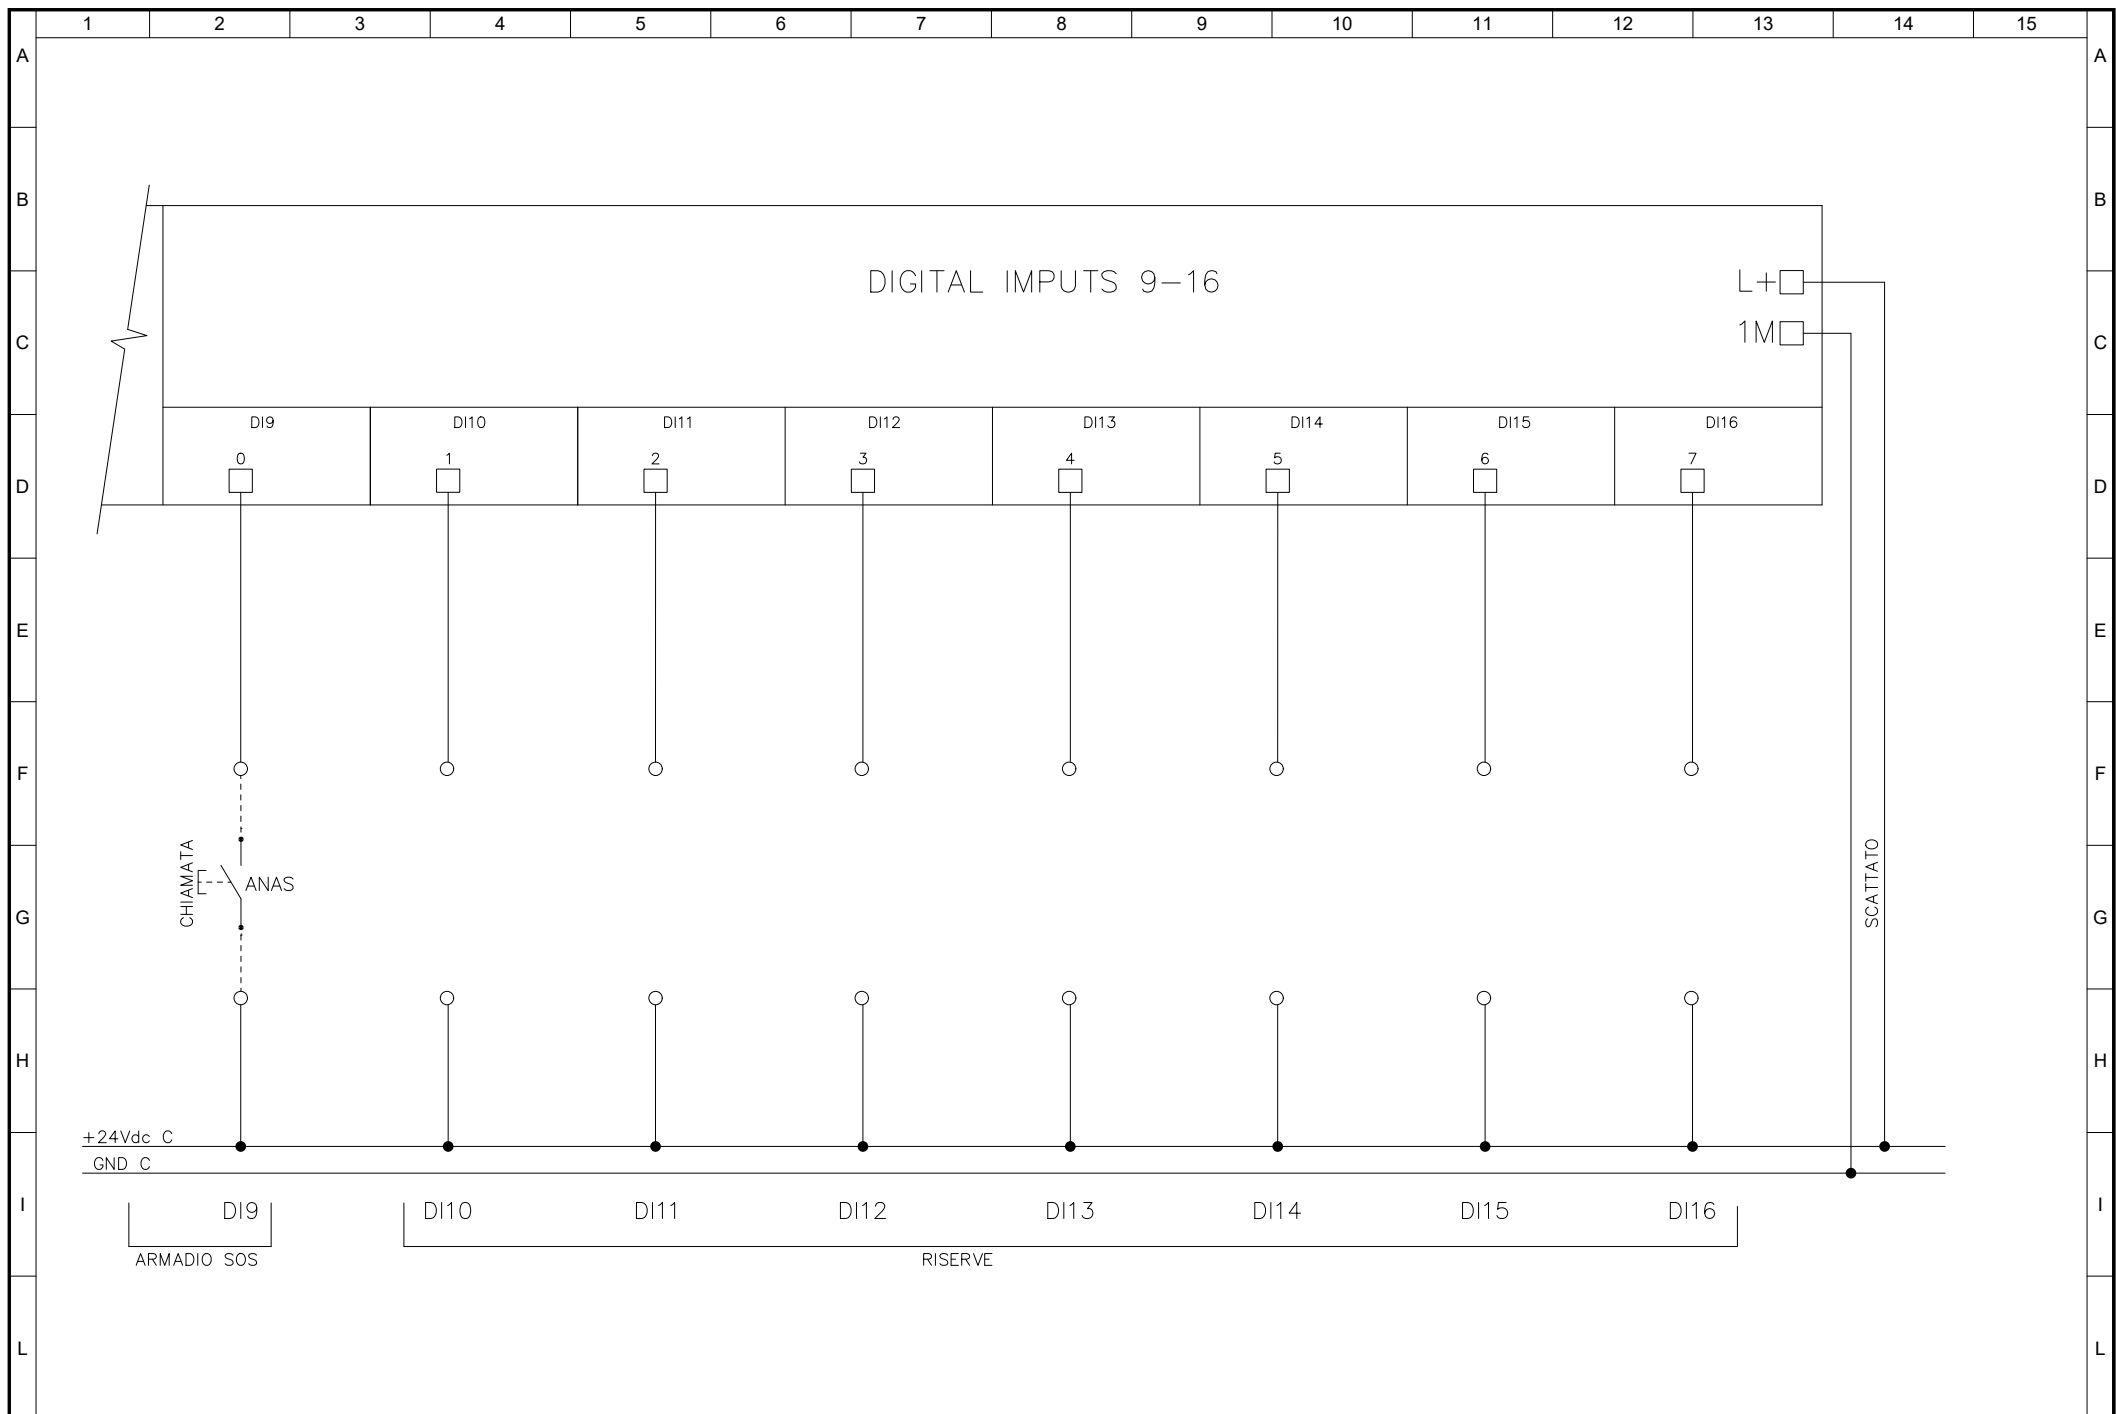 1 2 3 4 5 6 7 8 9 10 11 12 13 14 15
A A
B B
DIGITAL IMPUTS 9-16 L+
1M
C C
DI9 DI10 DI11 DI12 DI13 DI14 DI15 DI16
0 1 2 3 4 5 6 7
D D
E E
F F
CHIAMATA
ANAS
SCATTATO
G G
H H
+24Vdc C
GND C
I I
DI9 DI10 DI11 DI12 DI13 DI14 DI15 DI16
ARMADIO SOS RISERVE
L L